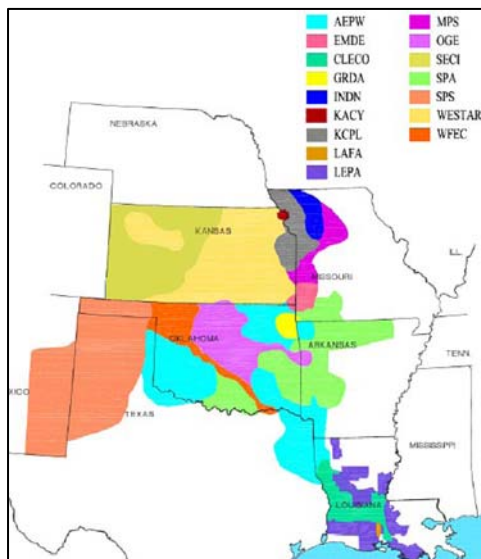 AEPW
EMDE
CLECO
GRDA
INDN
KACY
KCPL
LAFA
LEPA
MPS
OGE
SECI
SPA
SPS
WESTAR
WFEC
NEBRASKA
COLORADO
ILL
KANSAS
MISSOURI
TENN.
OKLAHOMA
ARKANSAS
XICO
TEXAS
MISSISSIPPI
LOUISIANA